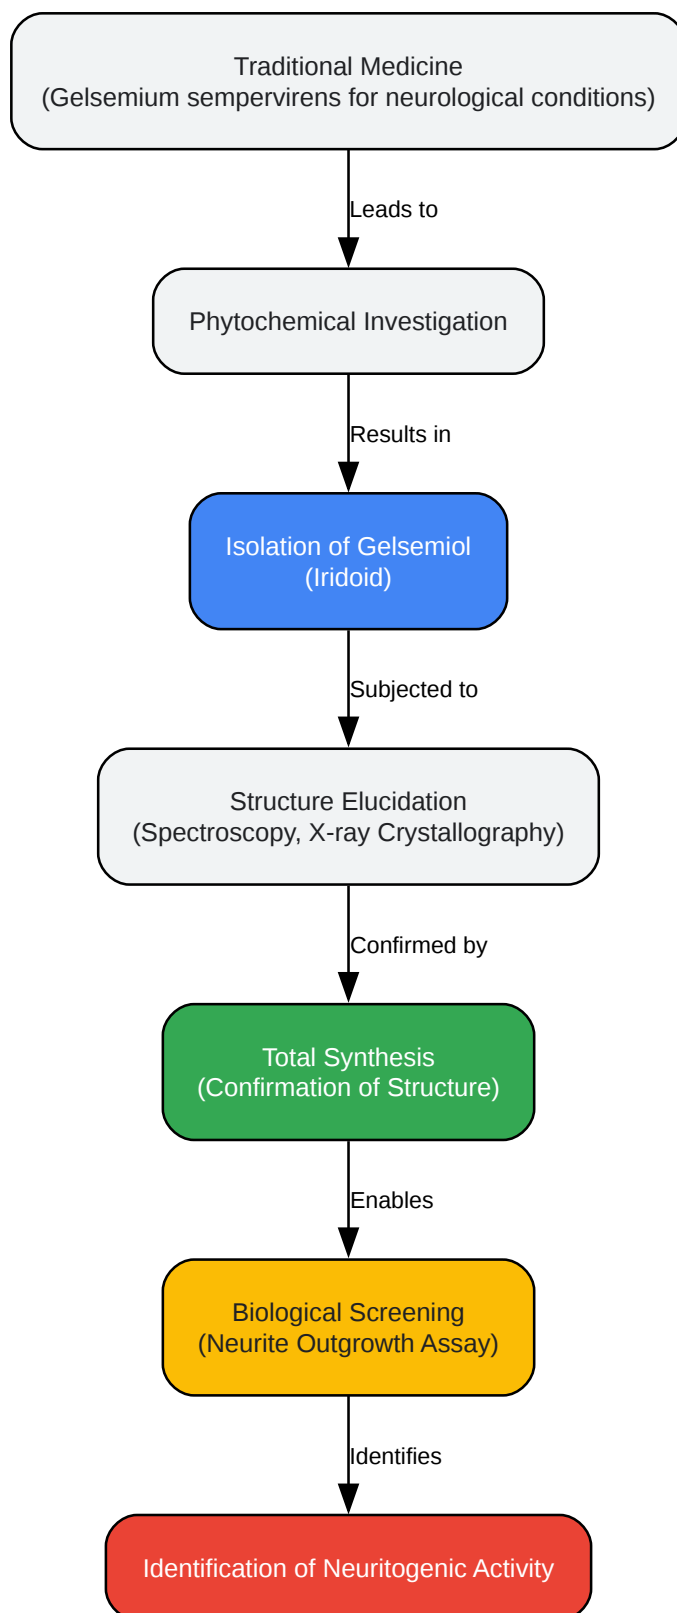 Traditional Medicine
(Gelsemium sempervirens for neurological conditions)
Leads to
Phytochemical Investigation
Results in
Isolation of Gelsemiol
(Iridoid)
Subjected to
Structure Elucidation
(Spectroscopy, X-ray Crystallography)
Confirmed by
Total Synthesis
(Confirmation of Structure)
Enables
Biological Screening
(Neurite Outgrowth Assay)
Identifies
Identification of Neuritogenic Activity